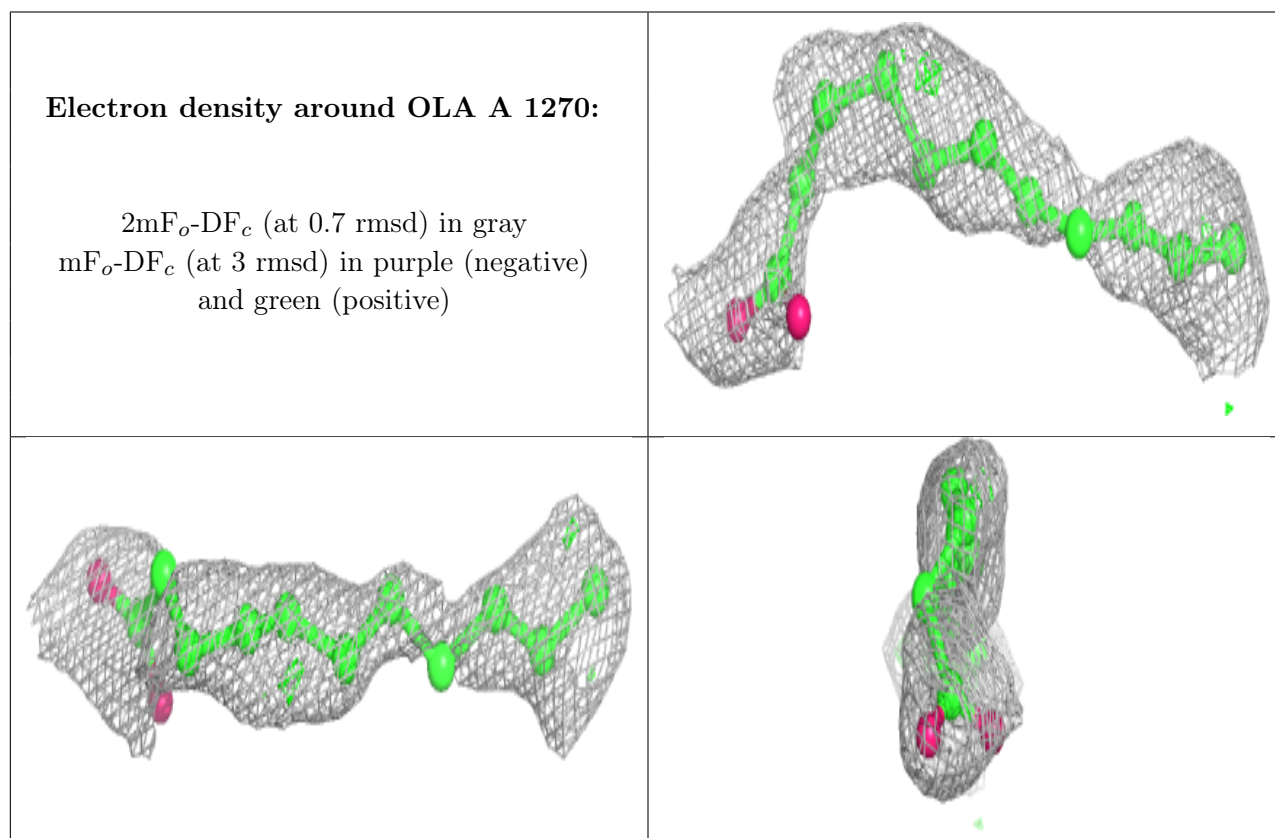 Electron density around OLA A 1270:
2mFₒ-DF𝒸 (at 0.7 rmsd) in gray
mFₒ-DF𝒸 (at 3 rmsd) in purple (negative)
and green (positive)